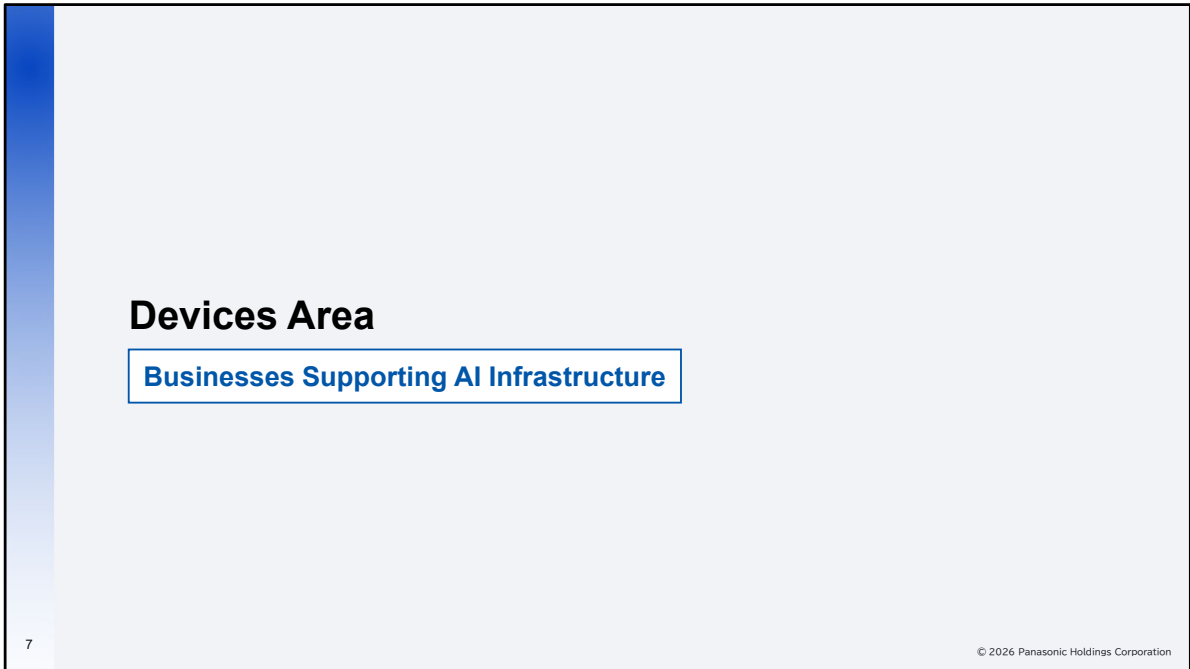 Devices Area
Businesses Supporting AI Infrastructure
7
© 2026 Panasonic Holdings Corporation